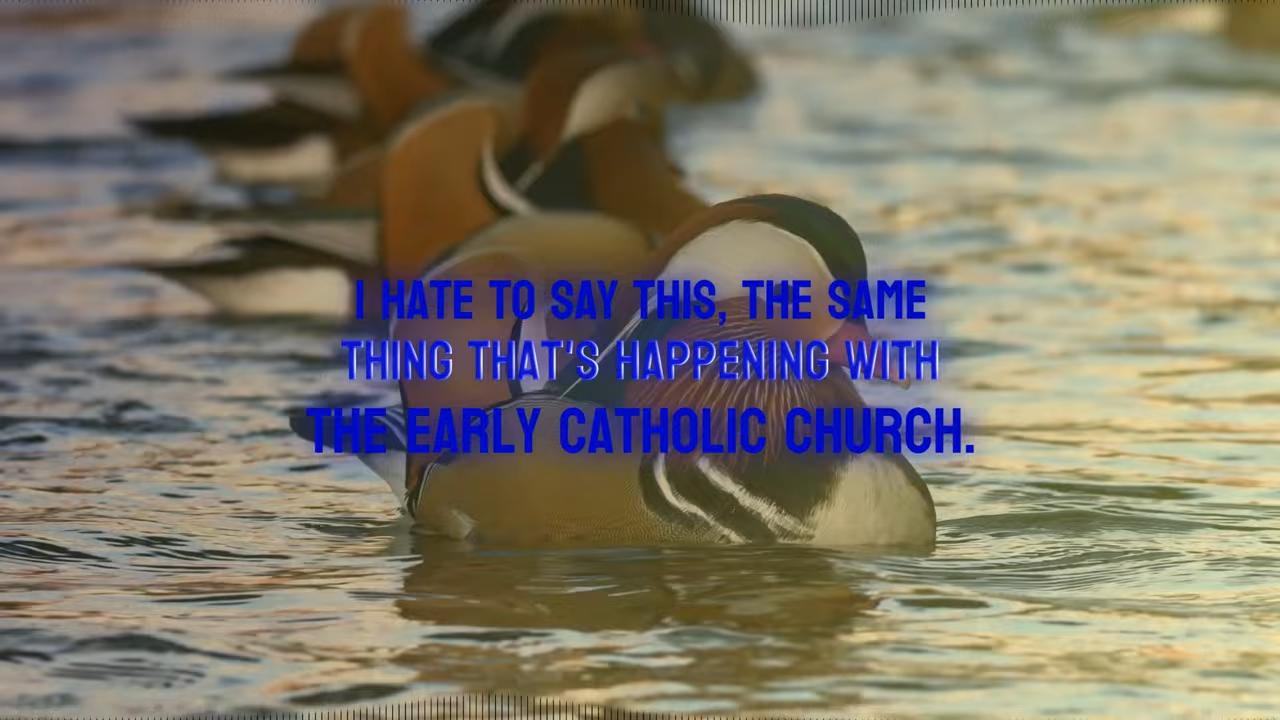 I HATE TO SAY THIS, THE SAME
THING THAT'S HAPPENING WITH
THE EARLY CATHOLIC CHURCH.